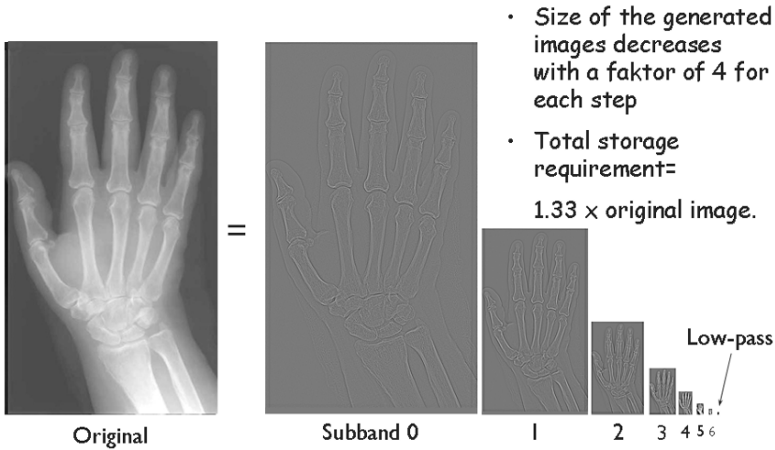 • Size of the generated
images decreases
with a faktor of 4 for
each step
• Total storage
requirement=
1.33 x original image.
=
Low-pass
Original
Subband 0
1
2
3
4
5
6